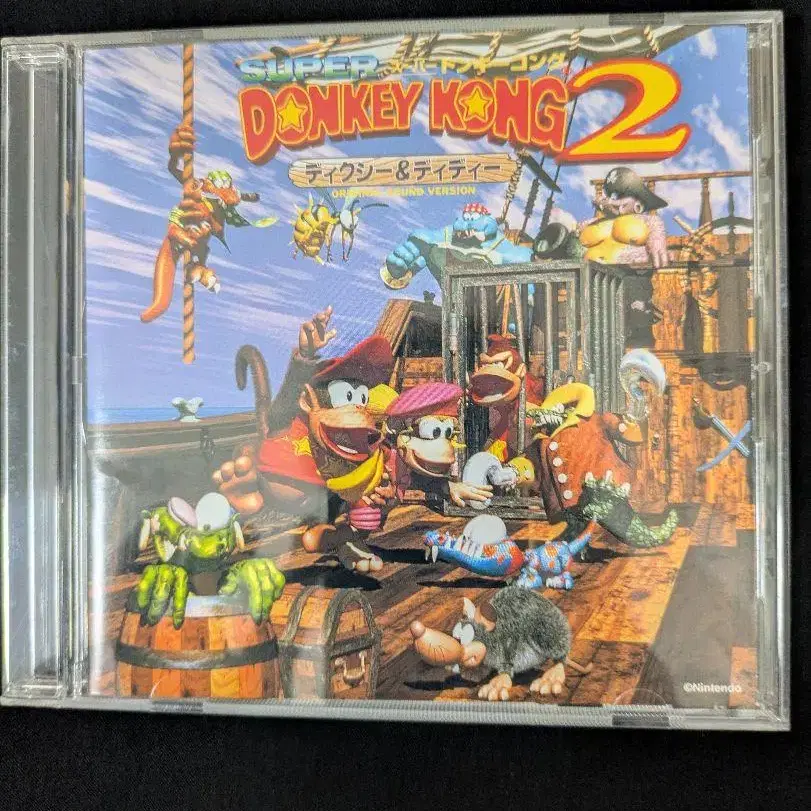 SUPER スーパードンキーコング
DONKEY KONG 2
ディクシー&ディディー
ORIGINAL SOUND VERSION
©Nintendo